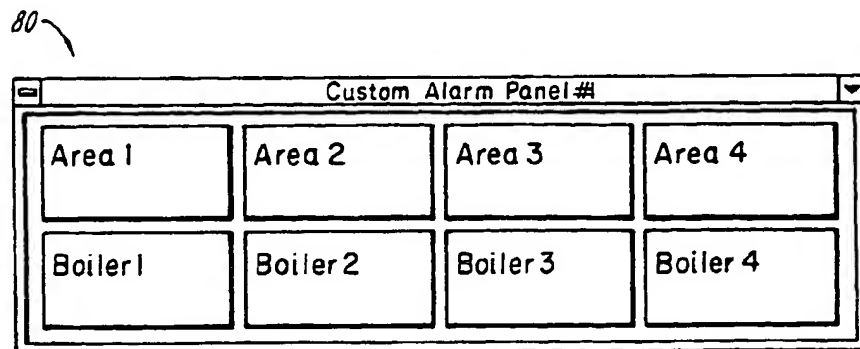 80
Custom Alarm Panel #1
Area 1 Area 2 Area 3 Area 4
Boiler 1 Boiler 2 Boiler 3 Boiler 4